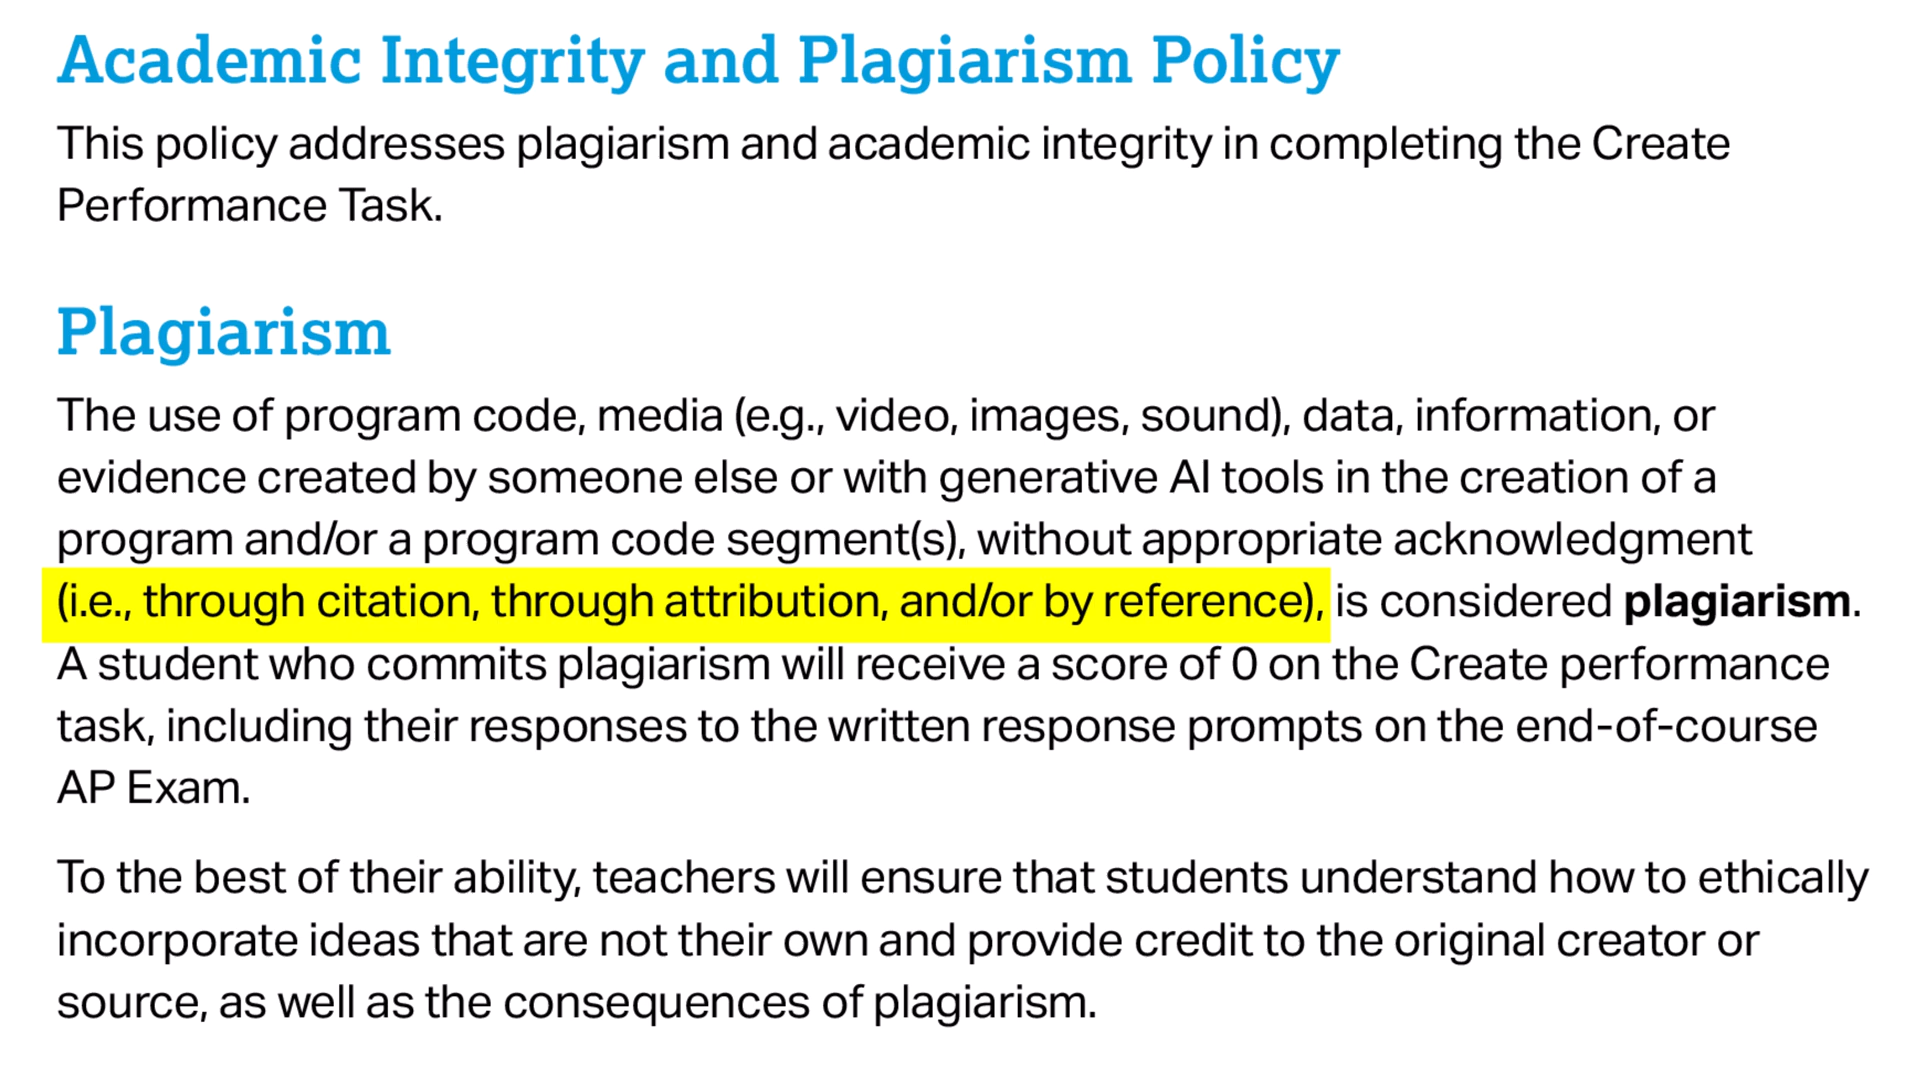 Academic Integrity and Plagiarism Policy
This policy addresses plagiarism and academic integrity in completing the Create
Performance Task.
Plagiarism
The use of program code, media (e.g., video, images, sound), data, information, or
evidence created by someone else or with generative AI tools in the creation of a
program and/or a program code segment(s), without appropriate acknowledgment
(i.e., through citation, through attribution, and/or by reference), is considered plagiarism.
A student who commits plagiarism will receive a score of 0 on the Create performance
task, including their responses to the written response prompts on the end-of-course
AP Exam.
To the best of their ability, teachers will ensure that students understand how to ethically
incorporate ideas that are not their own and provide credit to the original creator or
source, as well as the consequences of plagiarism.